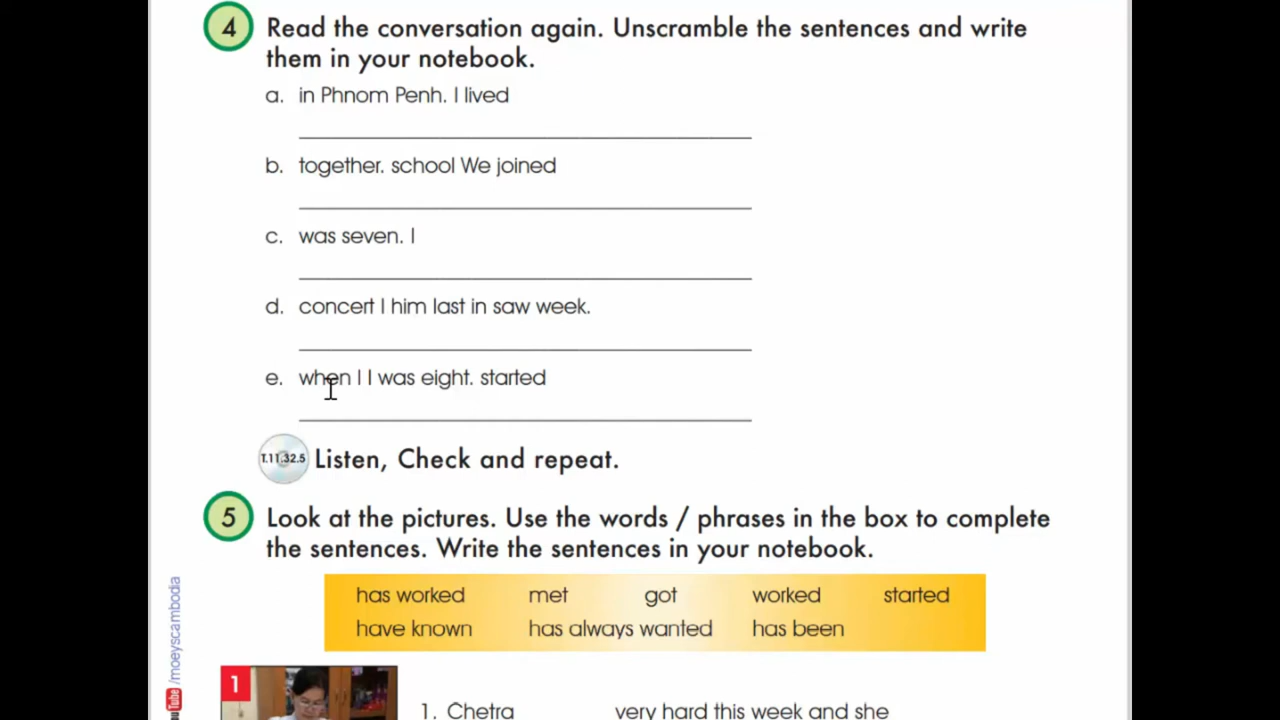 4 Read the conversation again. Unscramble the sentences and write
them in your notebook.
a. in Phnom Penh. I lived
b. together. school We joined
c. was seven. I
d. concert I him last in saw week.
e. when I I was eight. started
T.11.32.5 Listen, Check and repeat.
5 Look at the pictures. Use the words / phrases in the box to complete
the sentences. Write the sentences in your notebook.
has worked met got worked started
have known has always wanted has been
1
1. Chetra ______ very hard this week and she
uTube /moeyscambodia